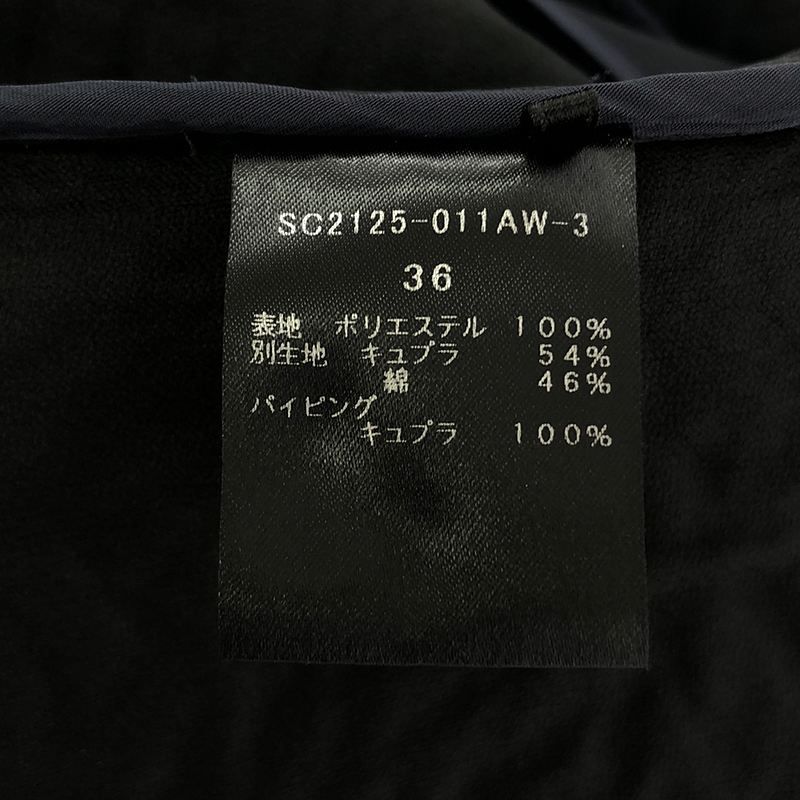 SC2125-011AW-3
36
表地 ポリエステル 100%
別生地 キュプラ 54%
綿 46%
パイピング
キュプラ 100%